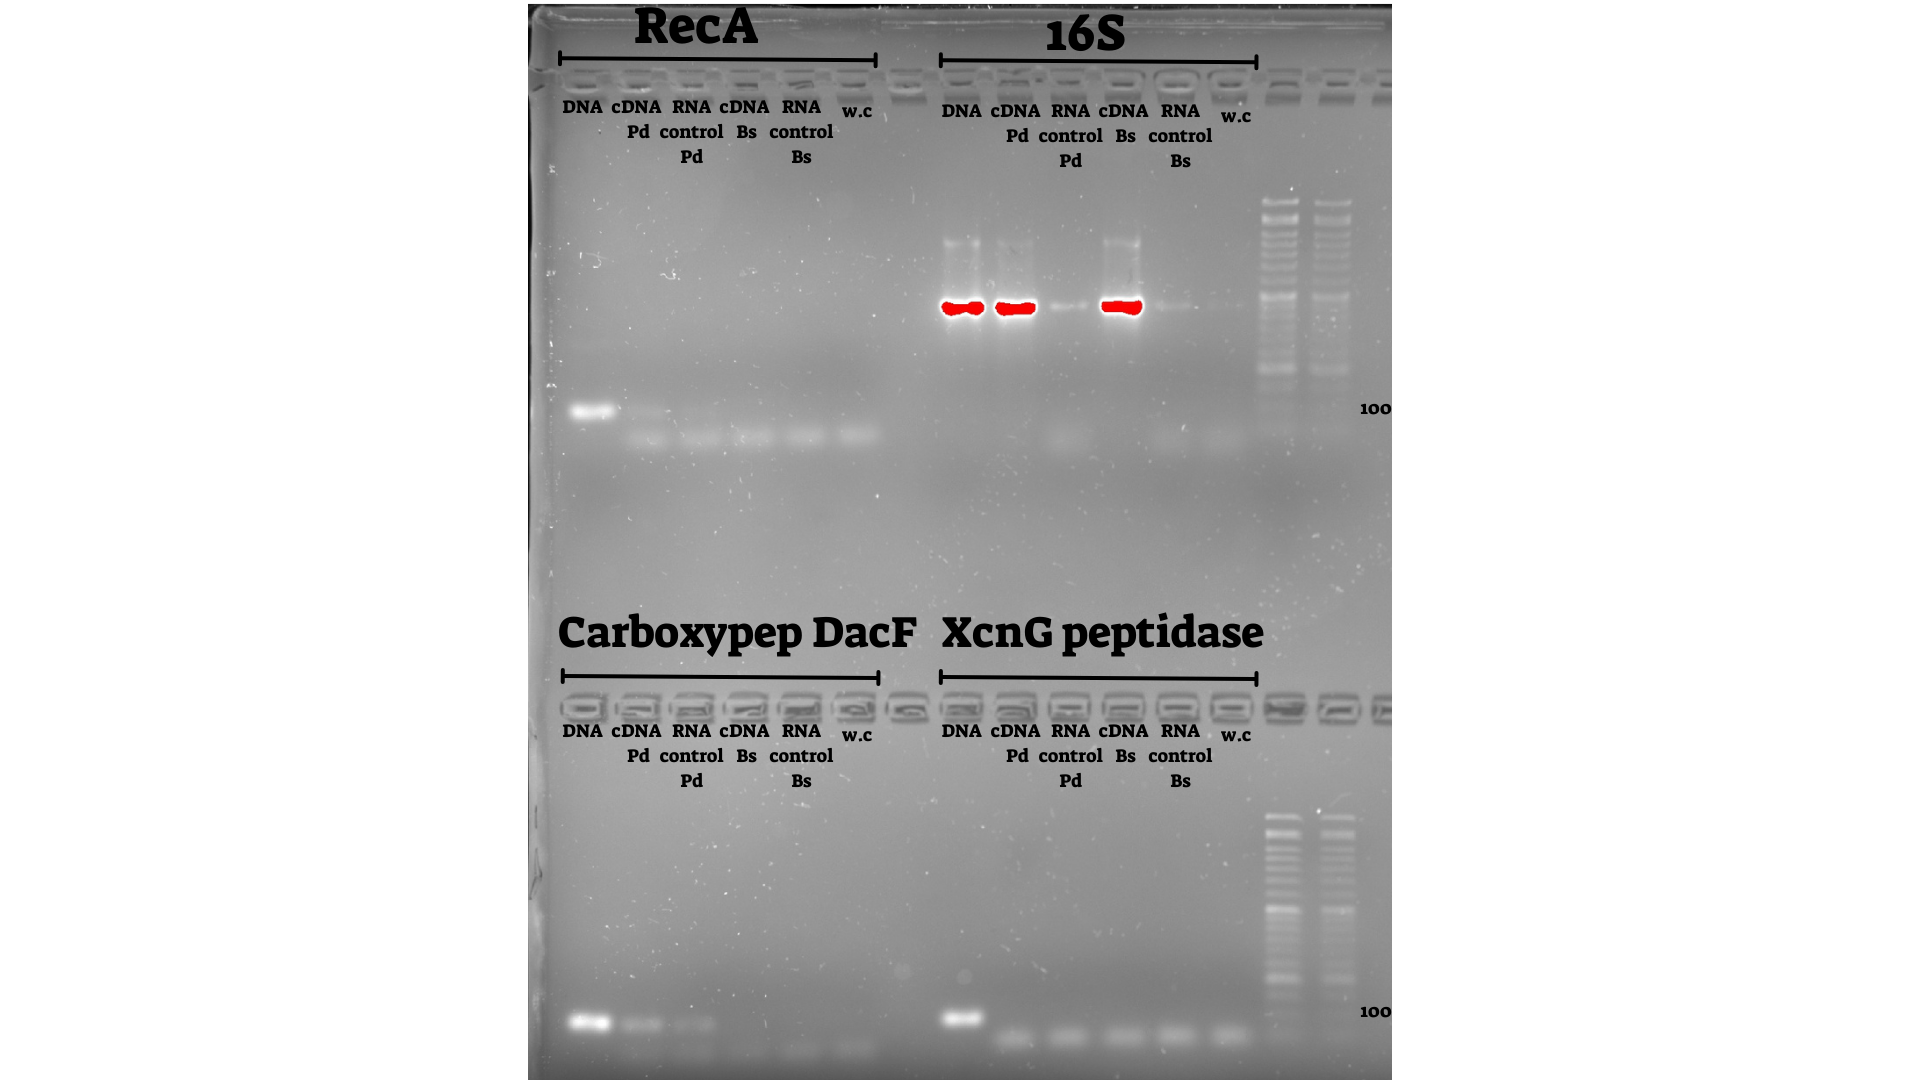 RecA 16S
DNA cDNA RNA cDNA RNA w.c DNA cDNA RNA cDNA RNA w.c
Pd control Bs control Pd control Bs control
Pd Bs Pd Bs
100
Carboxypep DacF XcnG peptidase
DNA cDNA RNA cDNA RNA w.c DNA cDNA RNA cDNA RNA w.c
Pd control Bs control Pd control Bs control
Pd Bs Pd Bs
100